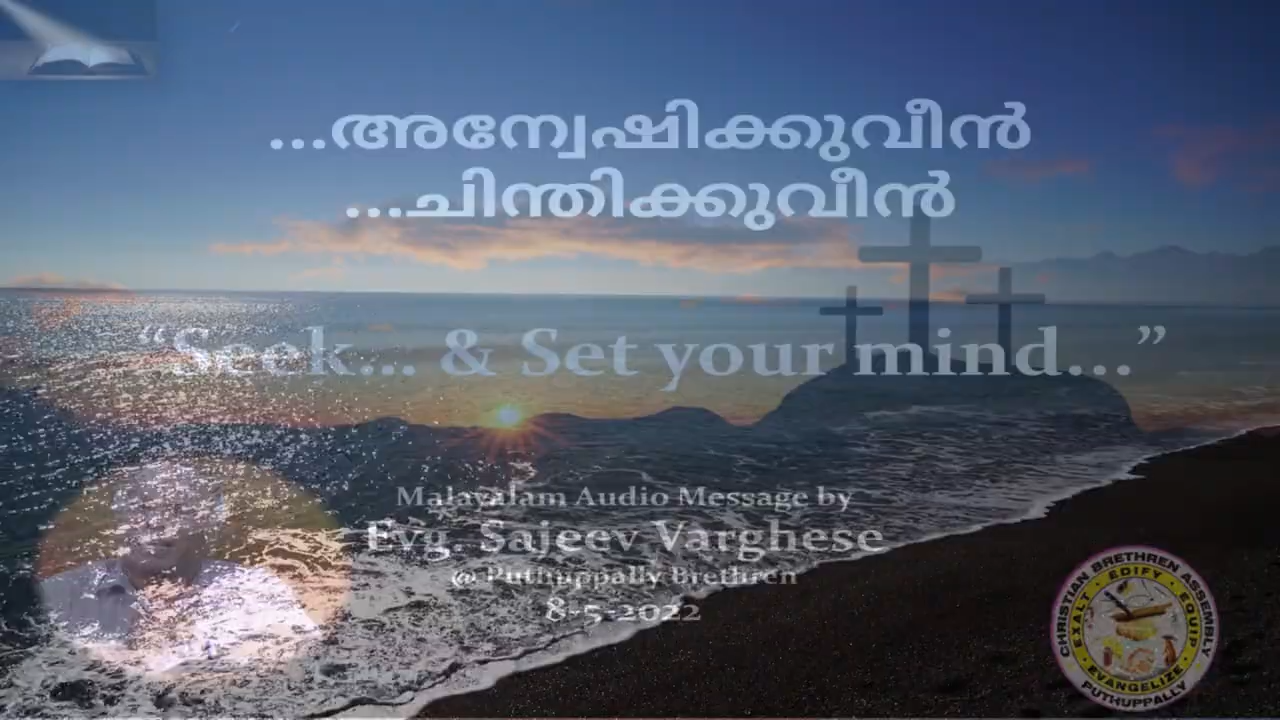 ...അന്വേഷിക്കുവീൻ
...ചിന്തിക്കുവീൻ
“Seek... & Set your mind...”
Malayalam Audio Message by
Evg. Sajeev Varghese
@ Puthuppally Brethren
8-5-2022
CHRISTIAN BRETHREN ASSEMBLY
EXALT · EDIFY · EQUIP
EVANGELIZE
PUTHUPPALLY